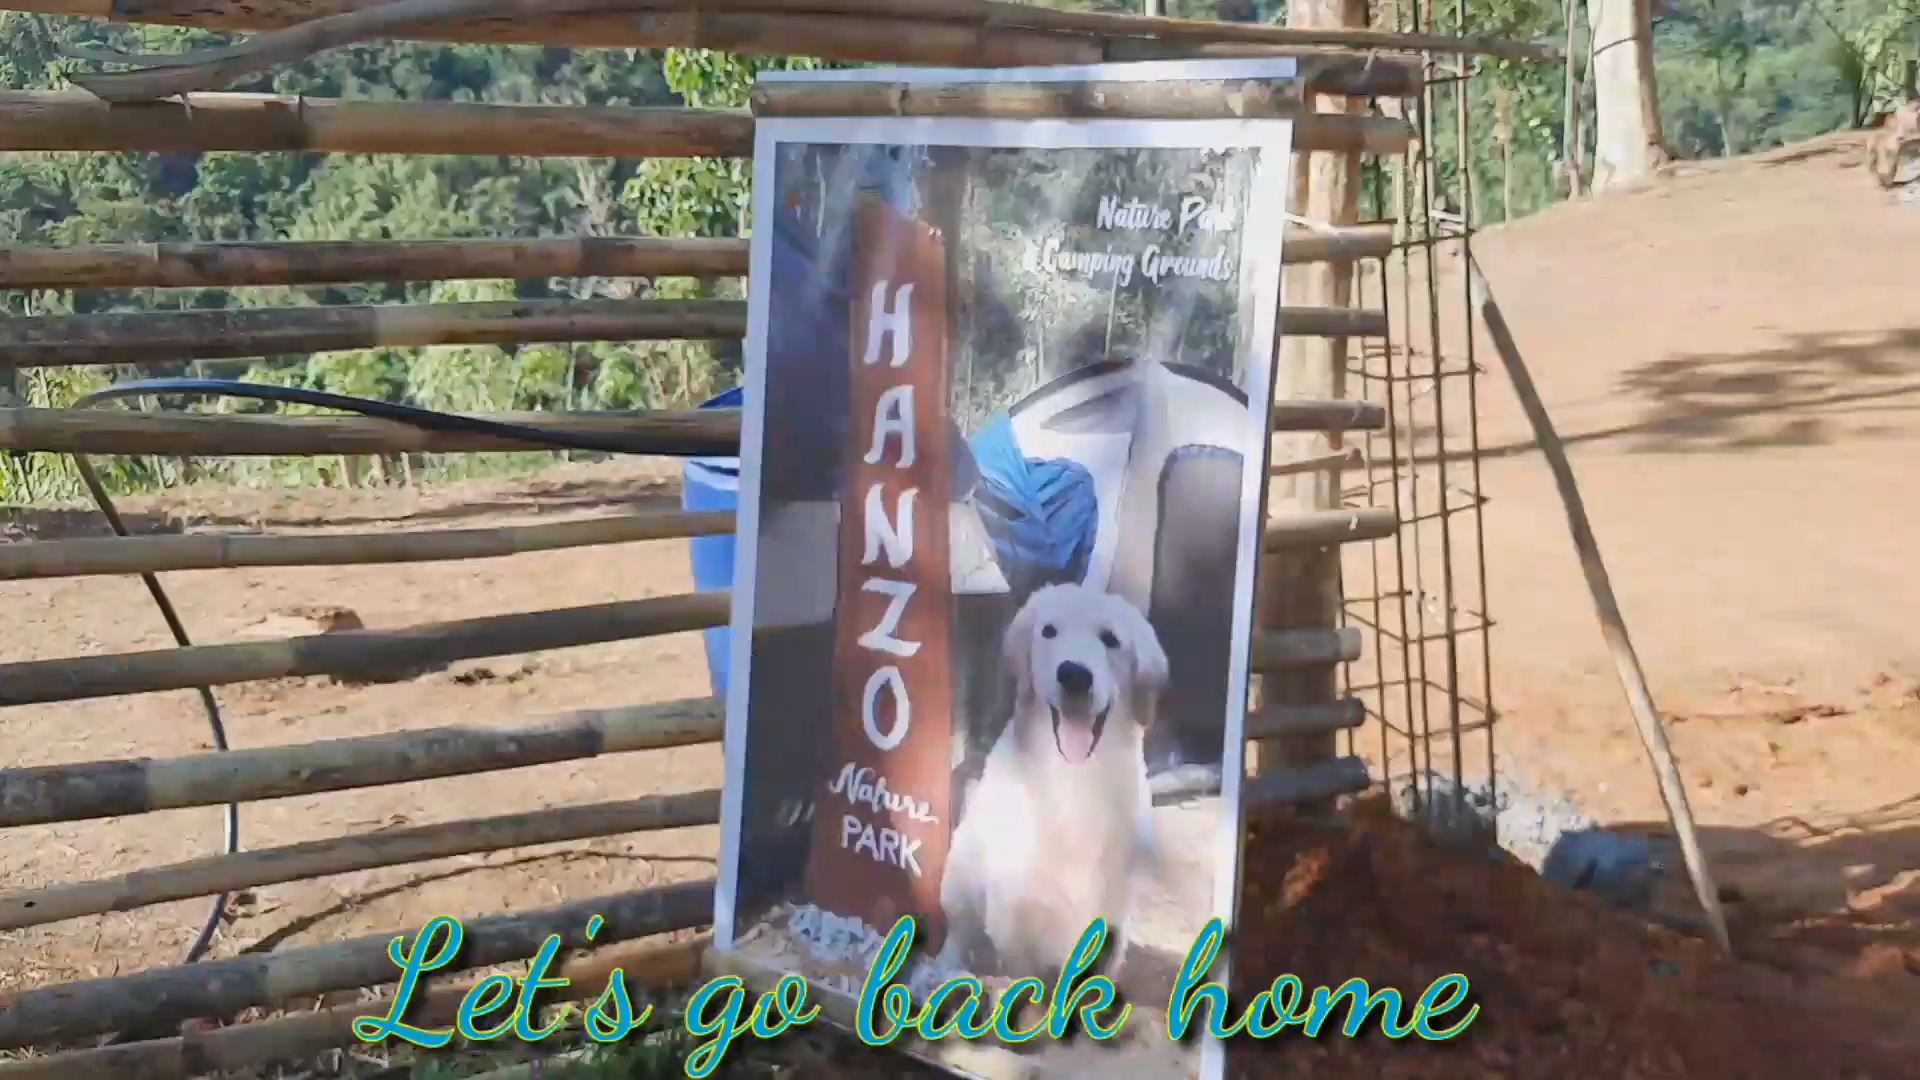 Nature Park
& Camping Grounds
HANZO
Nature
PARK
Let's go back home